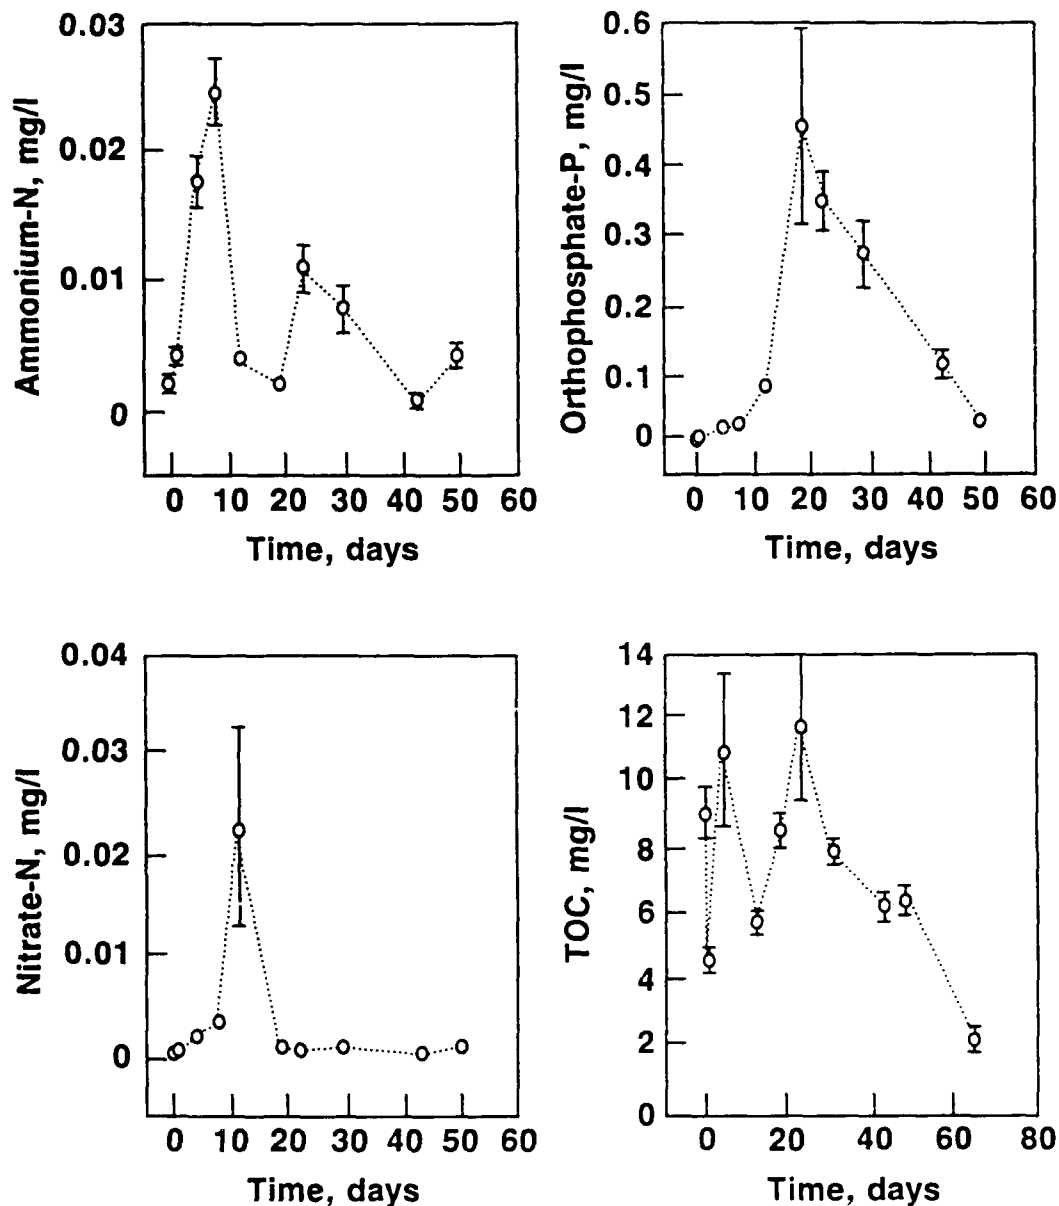 Ammonium-N, mg/l
0.03
0.02
0.01
0
0 10 20 30 40 50 60
Time, days
Orthophosphate-P, mg/l
0.6
0.5
0.4
0.3
0.2
0.1
0
0 10 20 30 40 50 60
Time, days
Nitrate-N, mg/l
0.04
0.03
0.02
0.01
0
0 10 20 30 40 50 60
Time, days
TOC, mg/l
14
12
10
8
6
4
2
0
0 20 40 60 80
Time, days